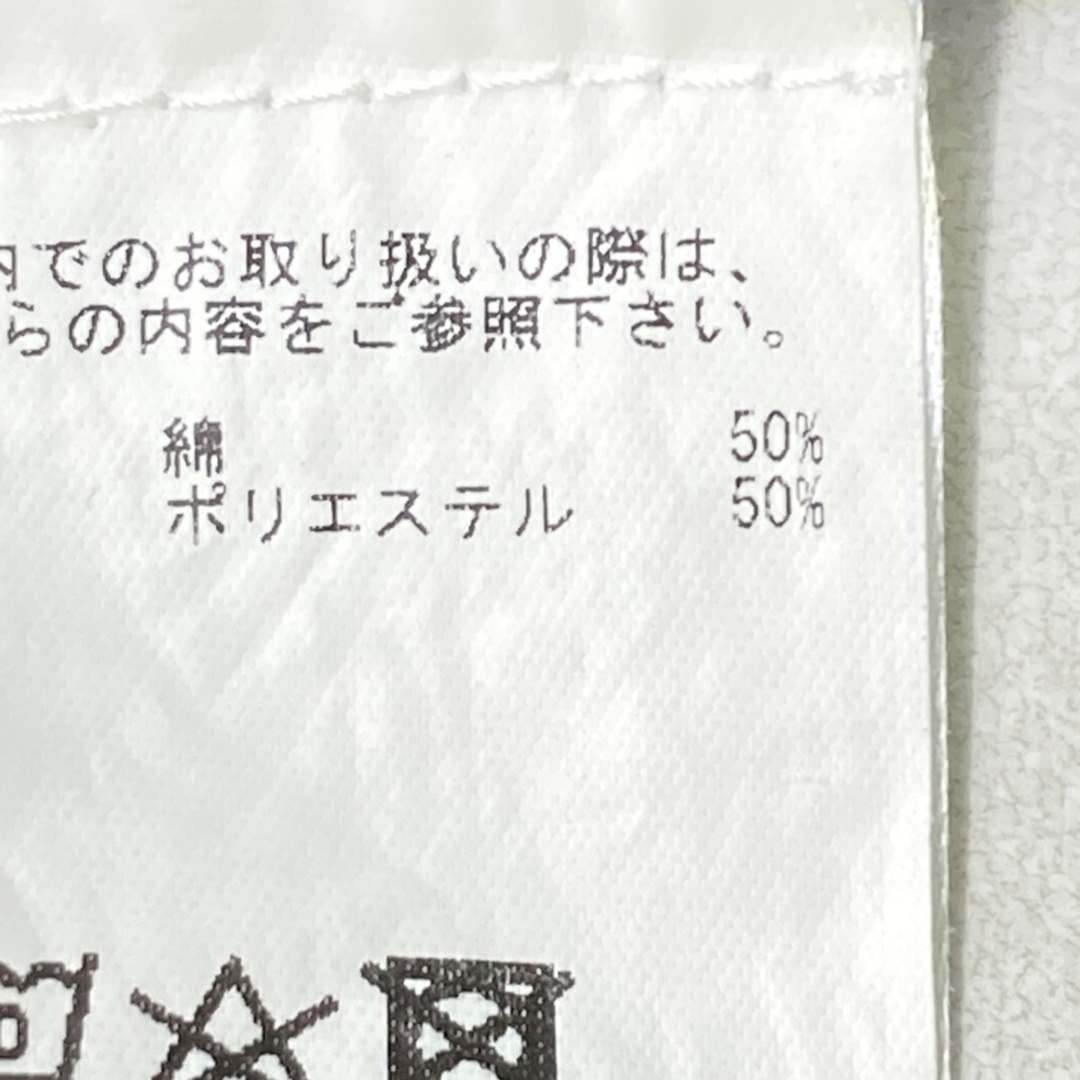 内でのお取り扱いの際は、
らの内容をご参照下さい。
綿 50%
ポリエステル 50%